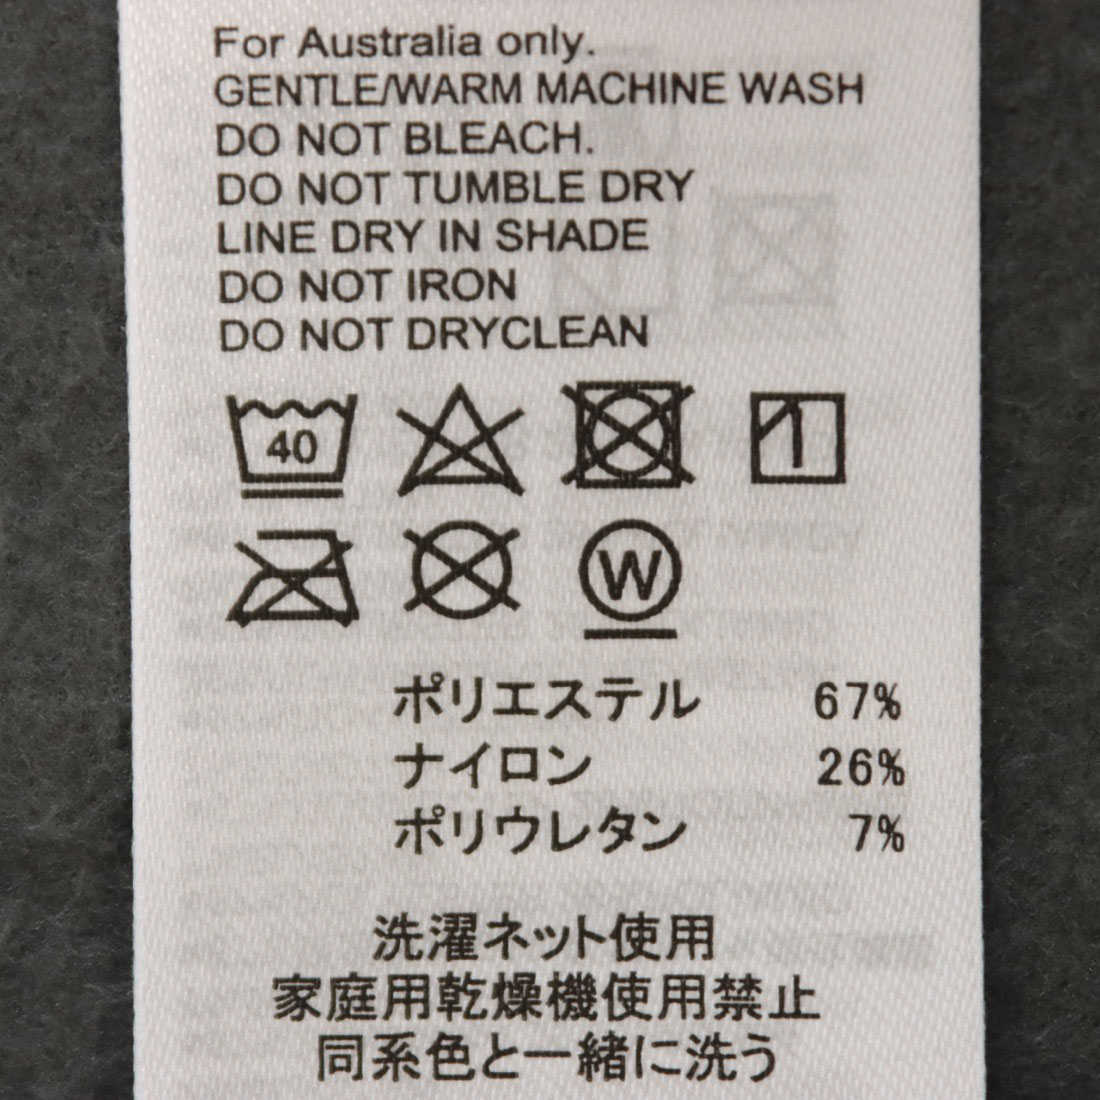 For Australia only.
GENTLE/WARM MACHINE WASH
DO NOT BLEACH.
DO NOT TUMBLE DRY
LINE DRY IN SHADE
DO NOT IRON
DO NOT DRYCLEAN
40
W
ポリエステル 67%
ナイロン 26%
ポリウレタン 7%
洗濯ネット使用
家庭用乾燥機使用禁止
同系色と一緒に洗う